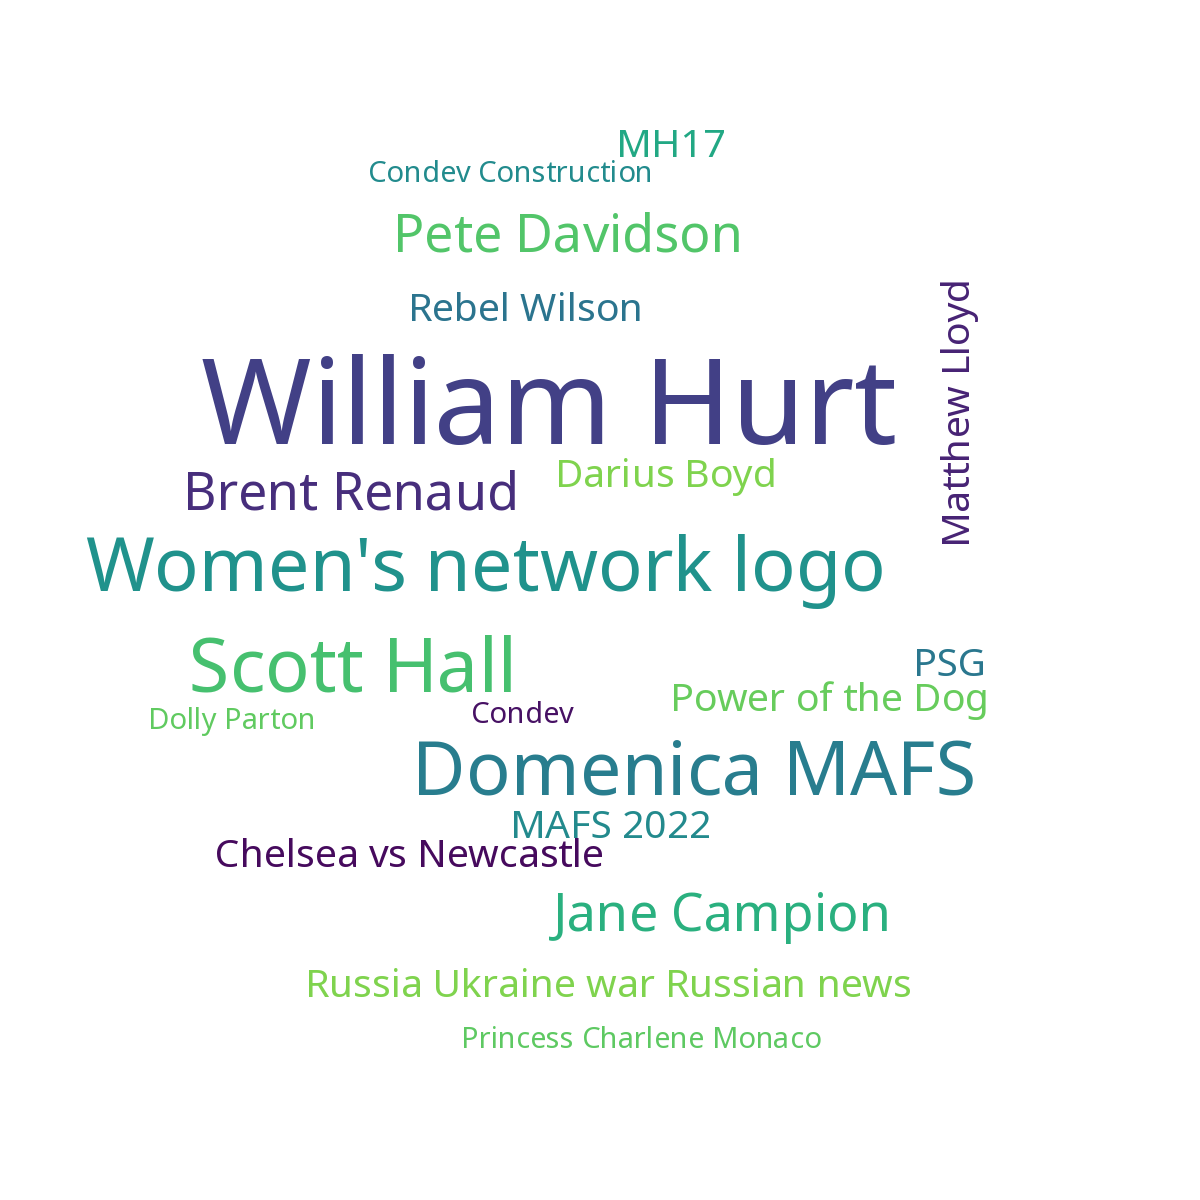 MH17
Condev Construction
Pete Davidson
Rebel Wilson
Matthew Lloyd
William Hurt
Darius Boyd
Brent Renaud
Women's network logo
Scott Hall
PSG
Power of the Dog
Dolly Parton
Condev
Domenica MAFS
MAFS 2022
Chelsea vs Newcastle
Jane Campion
Russia Ukraine war Russian news
Princess Charlene Monaco